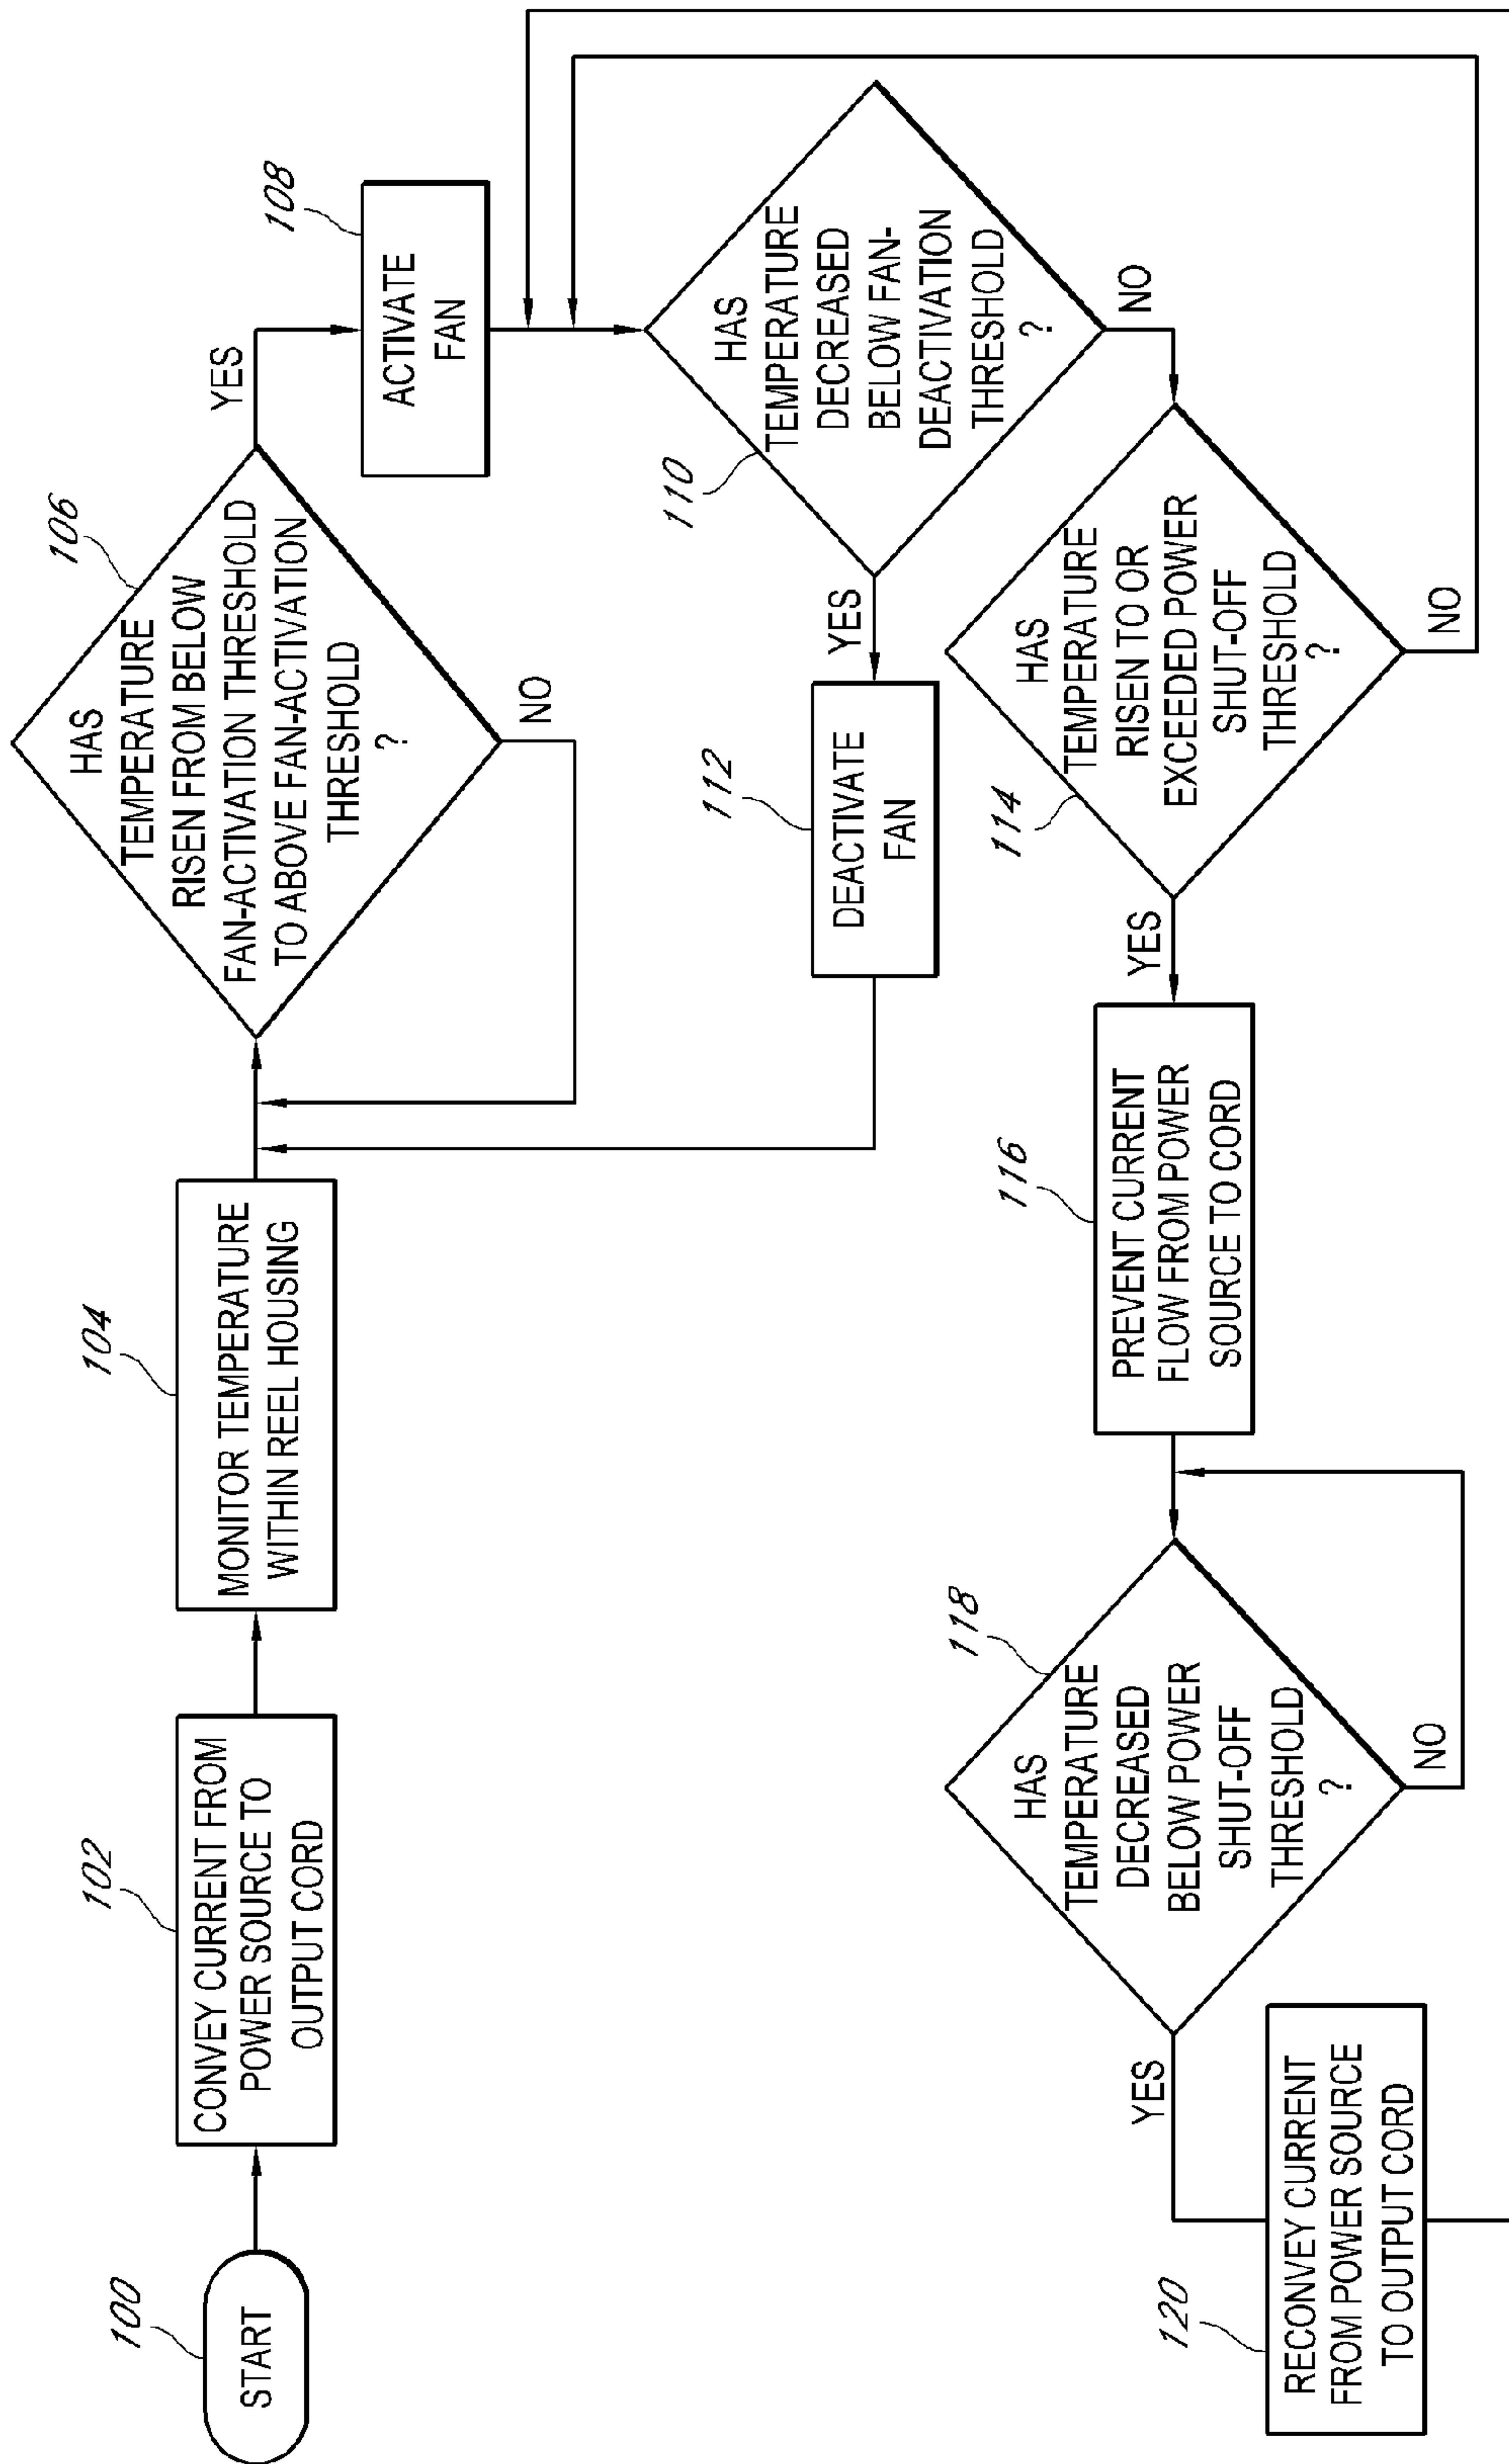 100
START
102
CONVEY CURRENT FROM
POWER SOURCE TO
OUTPUT CORD
104
MONITOR TEMPERATURE
WITHIN REEL HOUSING
106
HAS
TEMPERATURE
RISEN FROM BELOW
FAN-ACTIVATION THRESHOLD
TO ABOVE FAN-ACTIVATION
THRESHOLD
?
YES
NO
108
ACTIVATE
FAN
110
HAS
TEMPERATURE
DECREASED
BELOW FAN-
DEACTIVATION
THRESHOLD
?
YES
NO
112
DEACTIVATE
FAN
114
HAS
TEMPERATURE
RISEN TO OR
EXCEEDED POWER
SHUT-OFF
THRESHOLD
?
YES
NO
116
PREVENT CURRENT
FLOW FROM POWER
SOURCE TO CORD
118
HAS
TEMPERATURE
DECREASED
BELOW POWER
SHUT-OFF
THRESHOLD
?
YES
NO
120
RECONVEY CURRENT
FROM POWER SOURCE
TO OUTPUT CORD